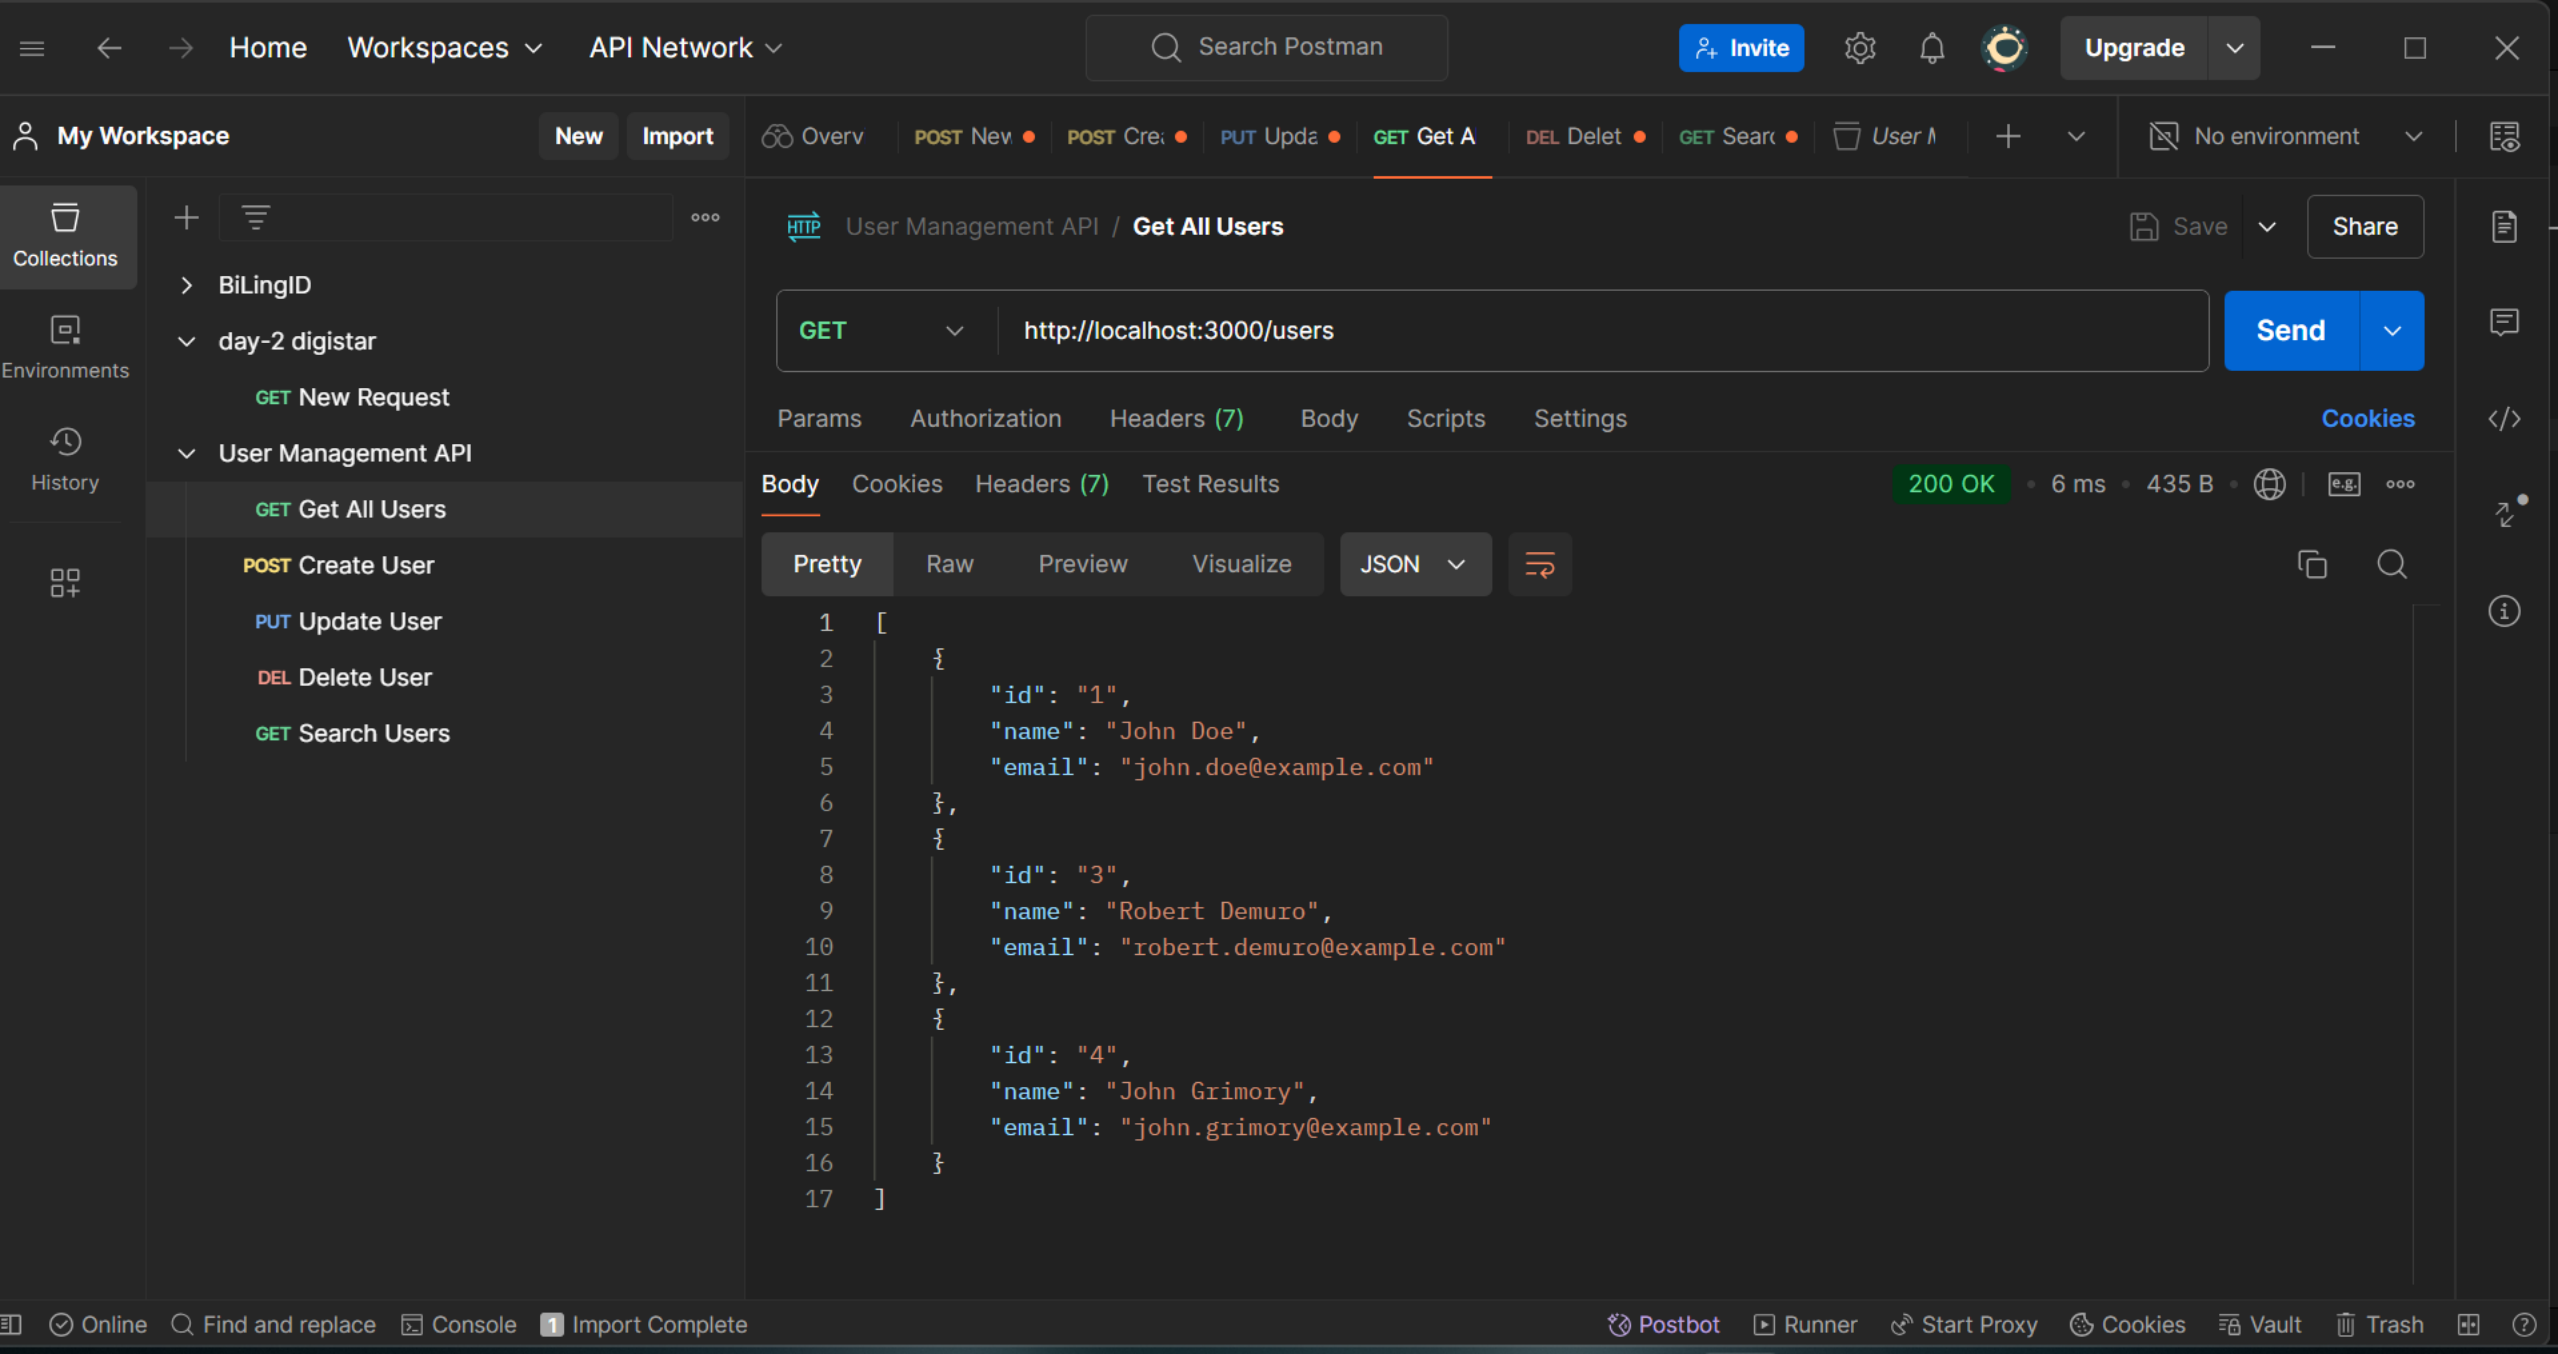 Home Workspaces API Network Search Postman Invite Upgrade
My Workspace New Import
Overv POST New POST Crea PUT Upda GET Get A DEL Delet GET Searc User M No environment
Collections
Environments
History
BiLingID
day-2 digistar
GET New Request
User Management API
GET Get All Users
POST Create User
PUT Update User
DEL Delete User
GET Search Users
HTTP User Management API / Get All Users Save Share
GET http://localhost:3000/users Send
Params Authorization Headers (7) Body Scripts Settings Cookies
Body Cookies Headers (7) Test Results 200 OK 6 ms 435 B e.g.
Pretty Raw Preview Visualize JSON
1 [
2 {
3 "id": "1",
4 "name": "John Doe",
5 "email": "john.doe@example.com"
6 },
7 {
8 "id": "3",
9 "name": "Robert Demuro",
10 "email": "robert.demuro@example.com"
11 },
12 {
13 "id": "4",
14 "name": "John Grimory",
15 "email": "john.grimory@example.com"
16 }
17 ]
Online Find and replace Console 1 Import Complete Postbot Runner Start Proxy Cookies Vault Trash